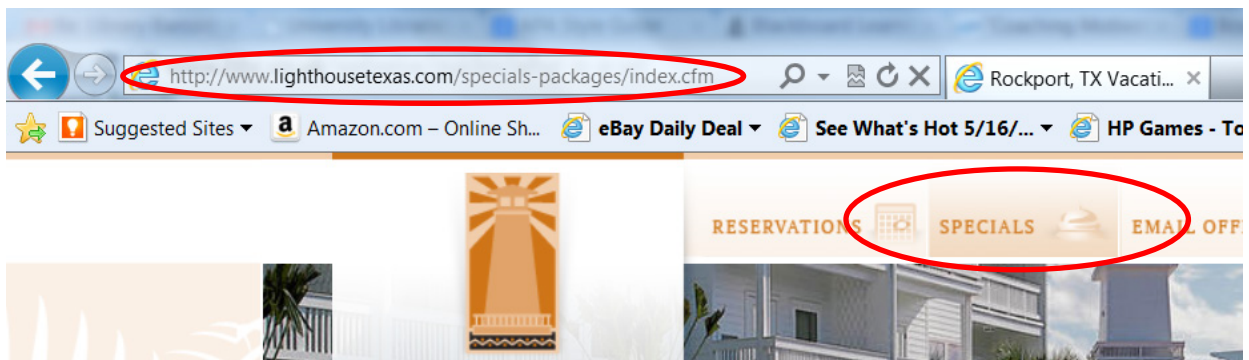 http://www.lighthousetexas.com/specials-packages/index.cfm Rockport, TX Vacati...
Suggested Sites Amazon.com – Online Sh... eBay Daily Deal See What's Hot 5/16/... HP Games - To
RESERVATIONS SPECIALS EMAIL OFF